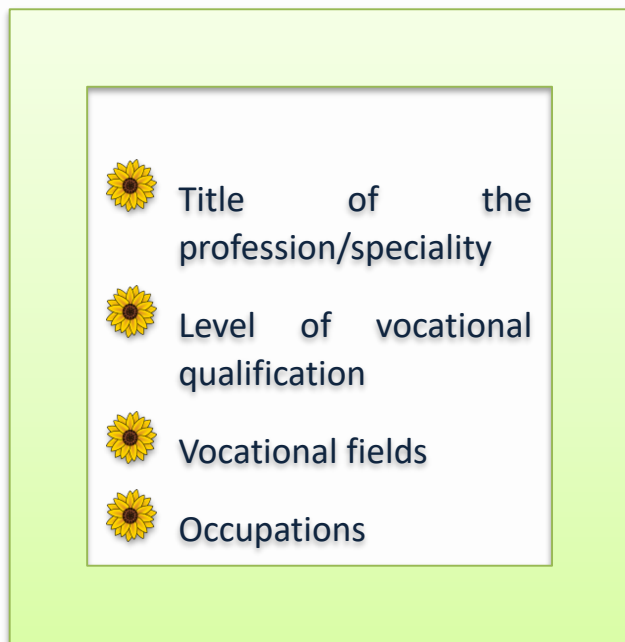 Title of the
profession/speciality
Level of vocational
qualification
Vocational fields
Occupations